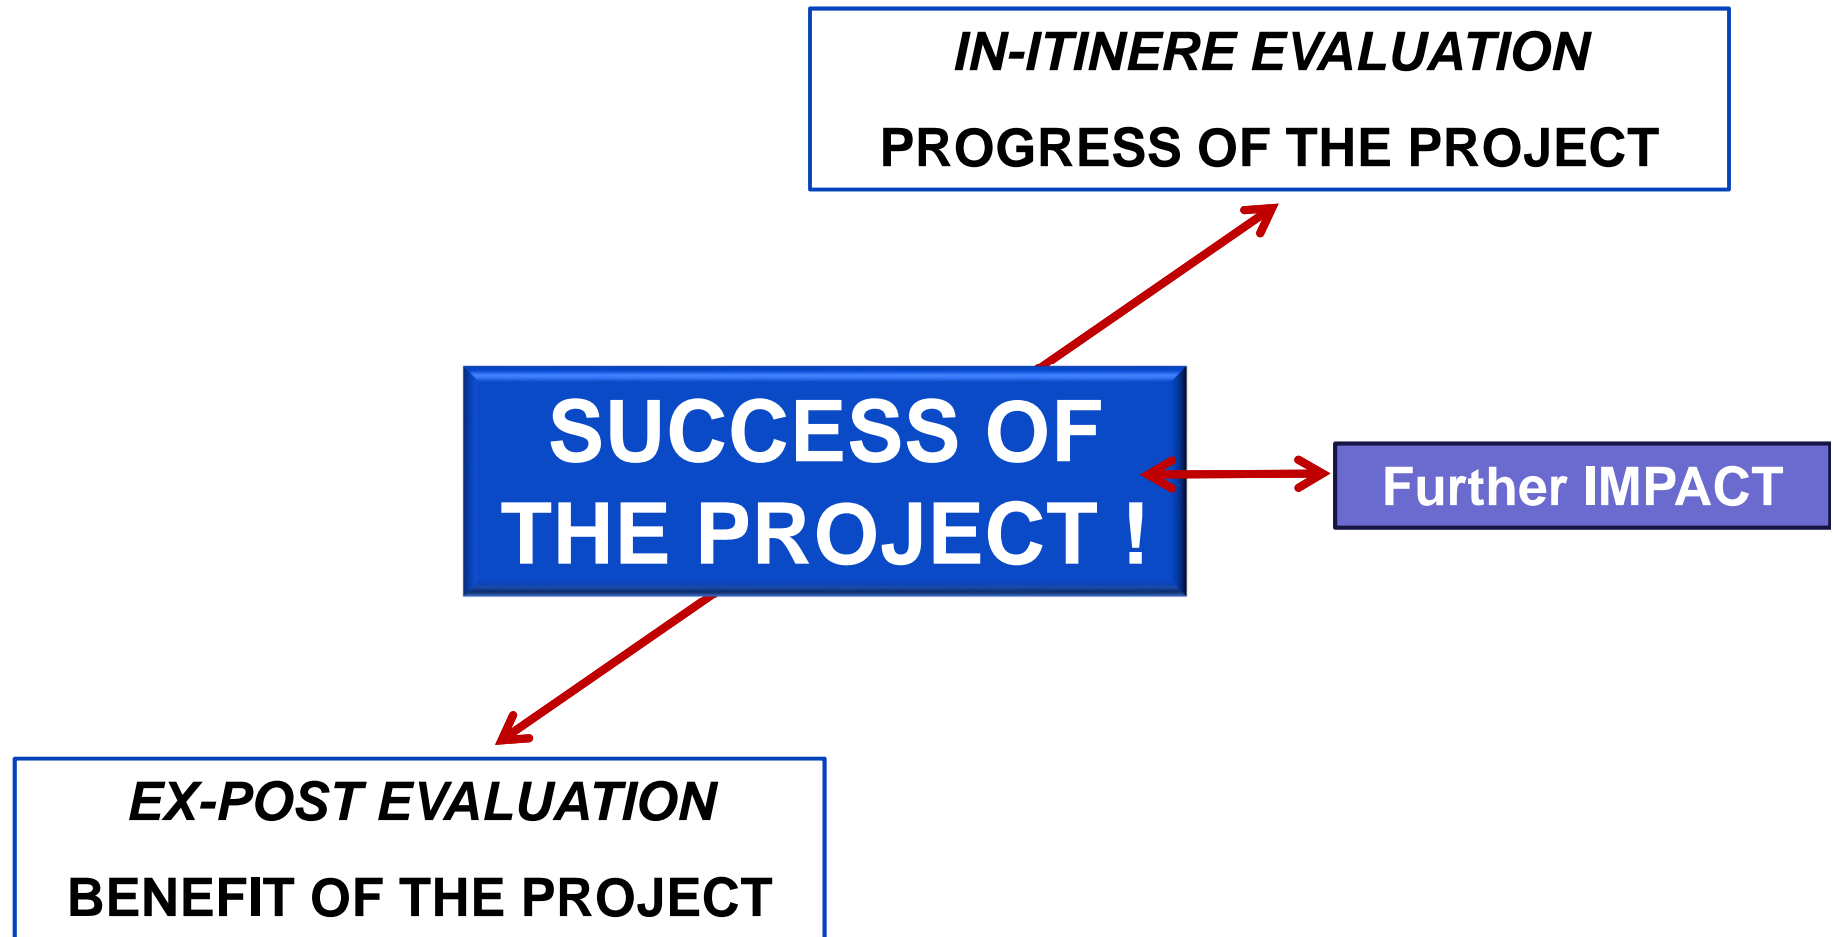 IN-ITINERE EVALUATION
PROGRESS OF THE PROJECT
SUCCESS OF
THE PROJECT !
Further IMPACT
EX-POST EVALUATION
BENEFIT OF THE PROJECT